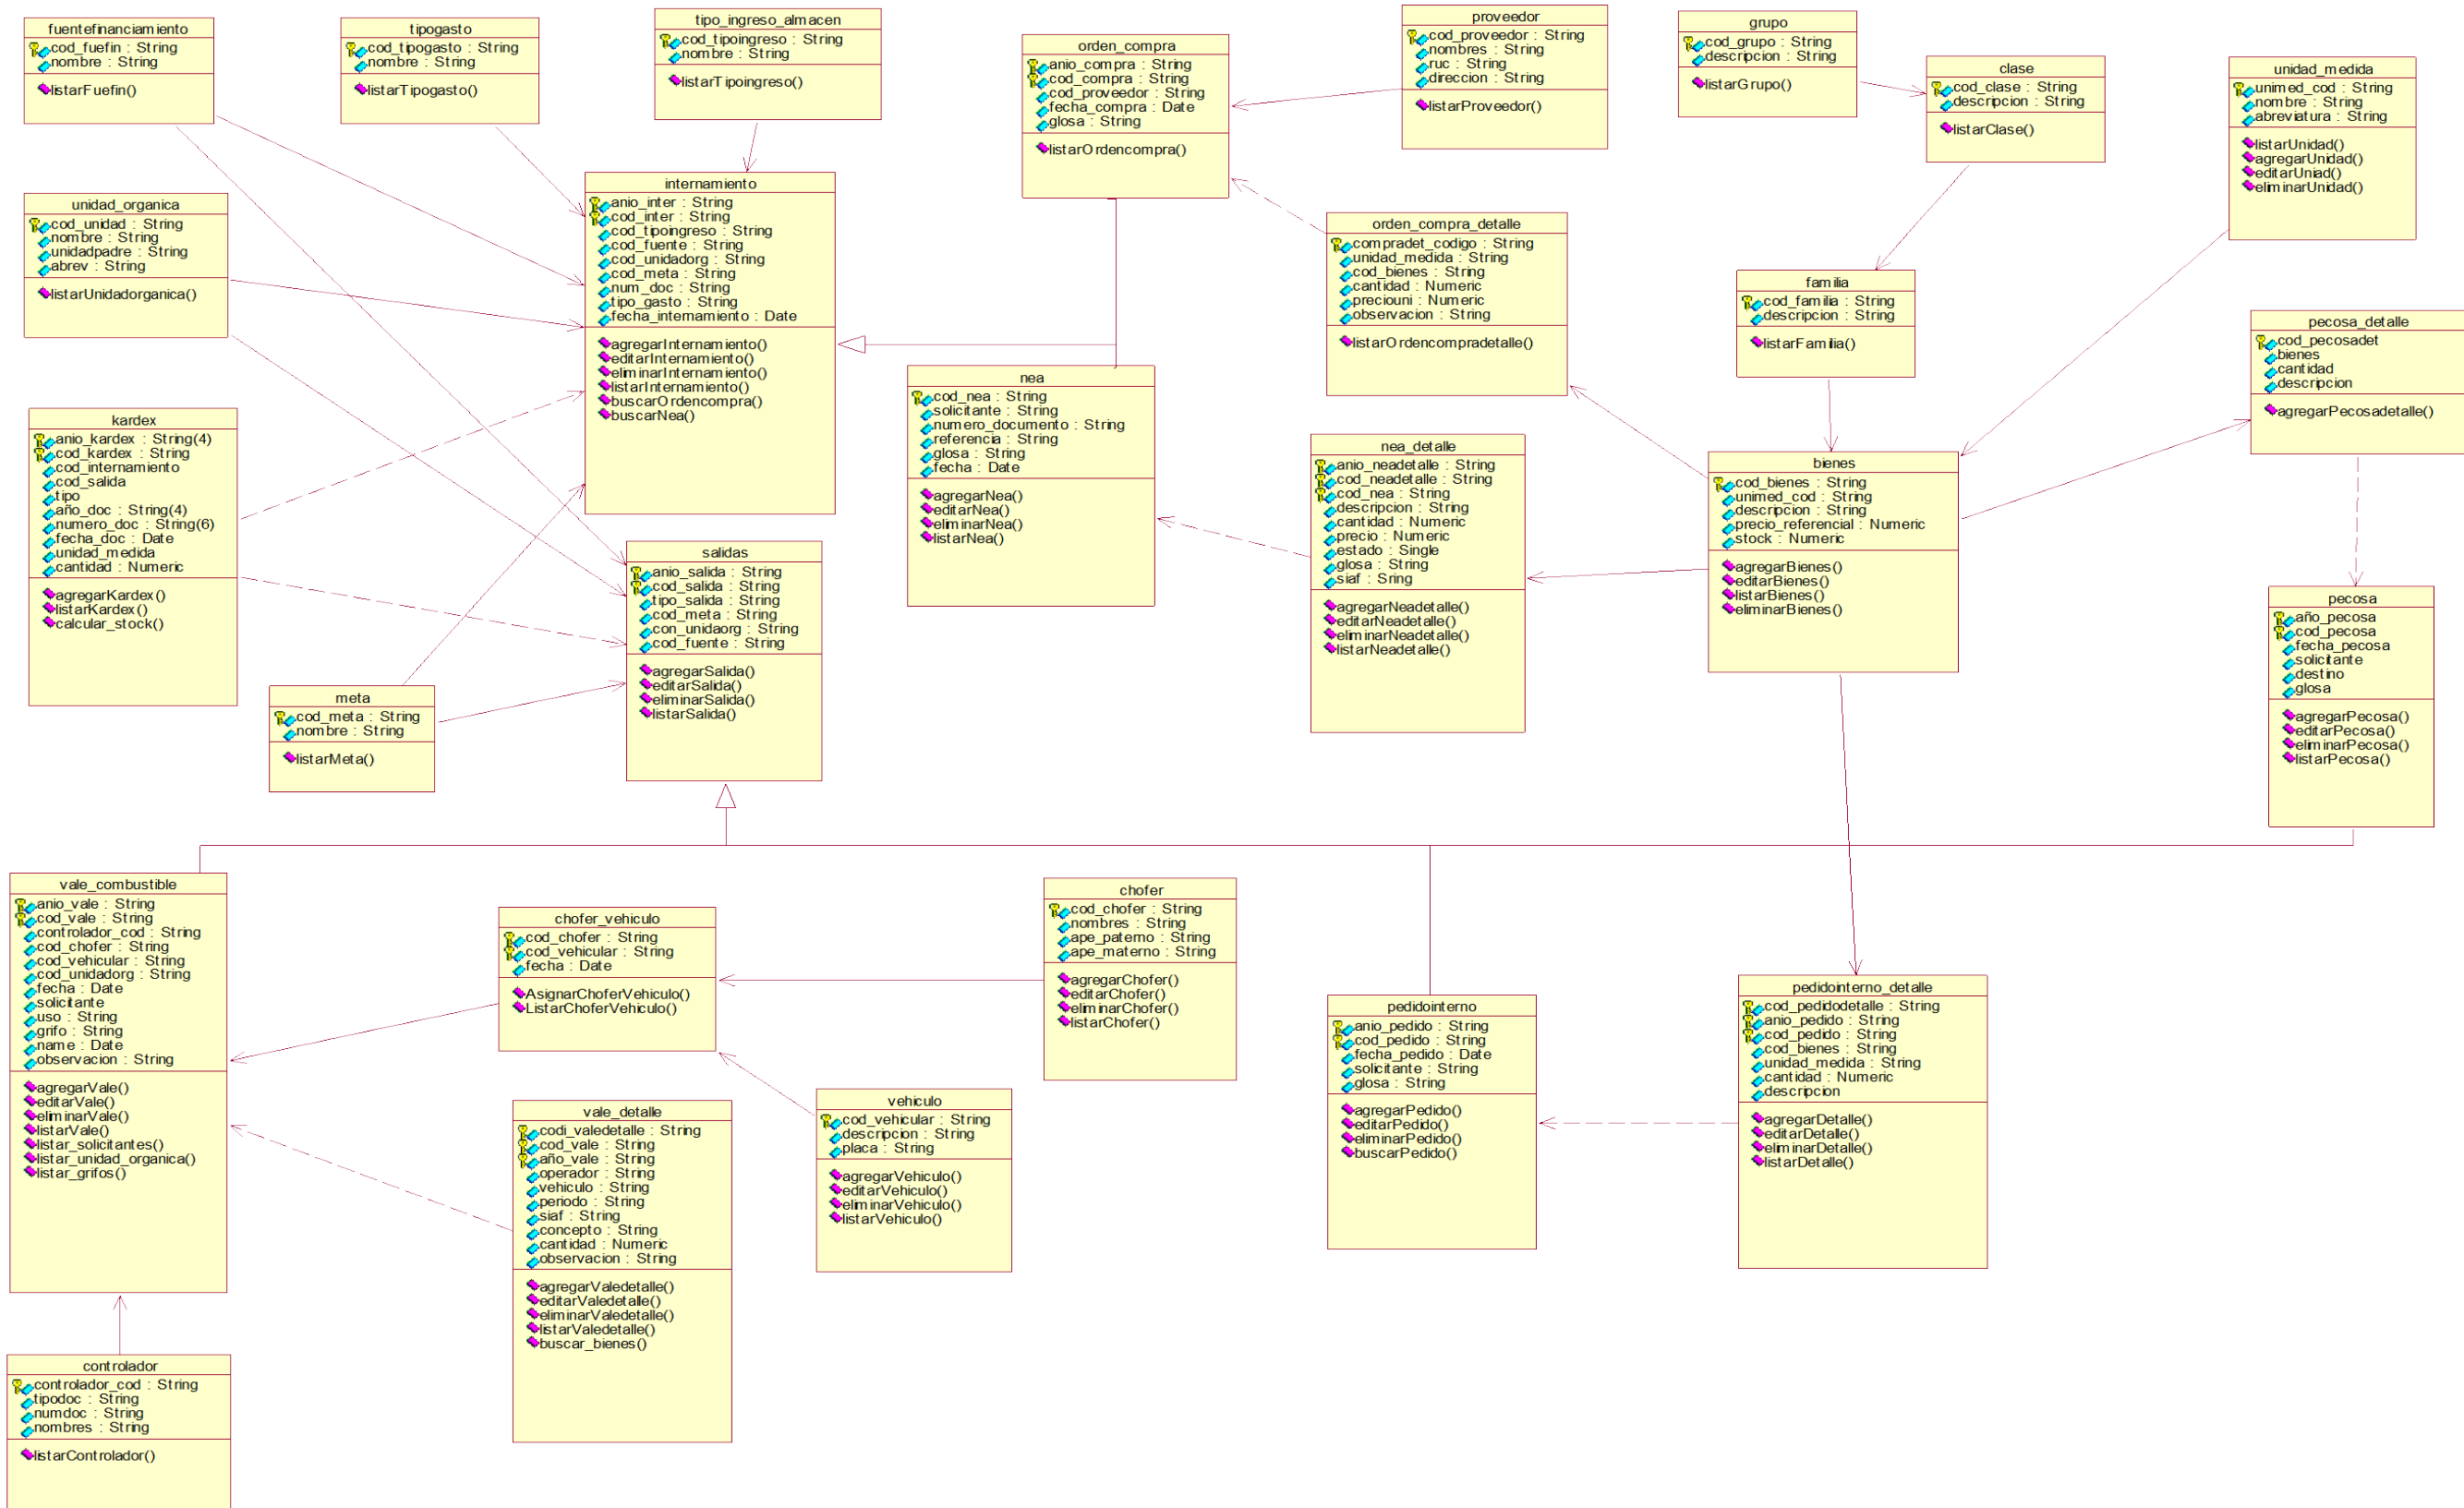 fuentefinanciamiento
cod_fuefin : String
nombre : String
listarFuefin()
tipogasto
cod_tipogasto : String
nombre : String
listarTipogasto()
tipo_ingreso_almacen
cod_tipoingreso : String
nombre : String
listarTipoingreso()
orden_compra
anio_compra : String
cod_compra : String
cod_proveedor : String
fecha_compra : Date
glosa : String
listarOrdencompra()
proveedor
cod_proveedor : String
nombres : String
ruc : String
direccion : String
listarProveedor()
grupo
cod_grupo : String
descripcion : String
listarGrupo()
clase
cod_clase : String
descripcion : String
listarClase()
unidad_medida
unimed_cod : String
nombre : String
abreviatura : String
listarUnidad()
agregarUnidad()
editarUniad()
eliminarUnidad()
unidad_organica
cod_unidad : String
nombre : String
unidadpadre : String
abrev : String
listarUnidadorganica()
internamiento
anio_inter : String
cod_inter : String
cod_tipoingreso : String
cod_fuente : String
cod_unidadorg : String
cod_meta : String
num_doc : String
tipo_gasto : String
fecha_internamiento : Date
agregarInternamiento()
editarInternamiento()
eliminarInternamiento()
listarInternamiento()
buscarOrdencompra()
buscarNea()
orden_compra_detalle
compradet_codigo : String
unidad_medida : String
cod_bienes : String
cantidad : Numeric
preciouni : Numeric
observacion : String
listarOrdencompradetalle()
familia
cod_familia : String
descripcion : String
listarFamilia()
pecosa_detalle
cod_pecosadet
bienes
cantidad
descripcion
agregarPecosadetalle()
kardex
anio_kardex : String(4)
cod_kardex : String
cod_internamiento
cod_salida
tipo
año_doc : String(4)
numero_doc : String(6)
fecha_doc : Date
unidad_medida
cantidad : Numeric
agregarKardex()
listarKardex()
calcular_stock()
nea
cod_nea : String
solicitante : String
numero_documento : String
referencia : String
glosa : String
fecha : Date
agregarNea()
editarNea()
eliminarNea()
listarNea()
nea_detalle
anio_neadetalle : String
cod_neadetalle : String
cod_nea : String
descripcion : String
cantidad : Numeric
precio : Numeric
estado : Single
glosa : String
siaf : Sring
agregarNeadetalle()
editarNeadetalle()
eliminarNeadetalle()
listarNeadetalle()
bienes
cod_bienes : String
unimed_cod : String
descripcion : String
precio_referencial : Numeric
stock : Numeric
agregarBienes()
editarBienes()
listarBienes()
eliminarBienes()
salidas
anio_salida : String
cod_salida : String
tipo_salida : String
cod_meta : String
con_unidaorg : String
cod_fuente : String
agregarSalida()
editarSalida()
eliminarSalida()
listarSalida()
pecosa
año_pecosa
cod_pecosa
fecha_pecosa
solicitante
destino
glosa
agregarPecosa()
editarPecosa()
eliminarPecosa()
listarPecosa()
meta
cod_meta : String
nombre : String
listarMeta()
vale_combustible
anio_vale : String
cod_vale : String
controlador_cod : String
cod_chofer : String
cod_vehicular : String
cod_unidadorg : String
fecha : Date
solicitante
uso : String
grifo : String
name : Date
observacion : String
agregarVale()
editarVale()
eliminarVale()
listarVale()
listar_solicitantes()
listar_unidad_organica()
listar_grifos()
chofer_vehiculo
cod_chofer : String
cod_vehicular : String
fecha : Date
AsignarChoferVehiculo()
ListarChoferVehiculo()
chofer
cod_chofer : String
nombres : String
ape_paterno : String
ape_materno : String
agregarChofer()
editarChofer()
eliminarChofer()
listarChofer()
pedidointerno
anio_pedido : String
cod_pedido : String
fecha_pedido : Date
solicitante : String
glosa : String
agregarPedido()
editarPedido()
eliminarPedido()
buscarPedido()
pedidointerno_detalle
cod_pedidodetalle : String
anio_pedido : String
cod_pedido : String
cod_bienes : String
unidad_medida : String
cantidad : Numeric
descripcion
agregarDetalle()
editarDetalle()
eliminarDetalle()
listarDetalle()
vale_detalle
codi_valedetalle : String
cod_vale : String
año_vale : String
operador : String
vehiculo : String
periodo : String
siaf : String
concepto : String
cantidad : Numeric
observacion : String
agregarValedetalle()
editarValedetalle()
eliminarValedetalle()
listarValedetalle()
buscar_bienes()
vehiculo
cod_vehicular : String
descripcion : String
placa : String
agregarVehiculo()
editarVehiculo()
eliminarVehiculo()
listarVehiculo()
controlador
controlador_cod : String
tipodoc : String
numdoc : String
nombres : String
listarControlador()